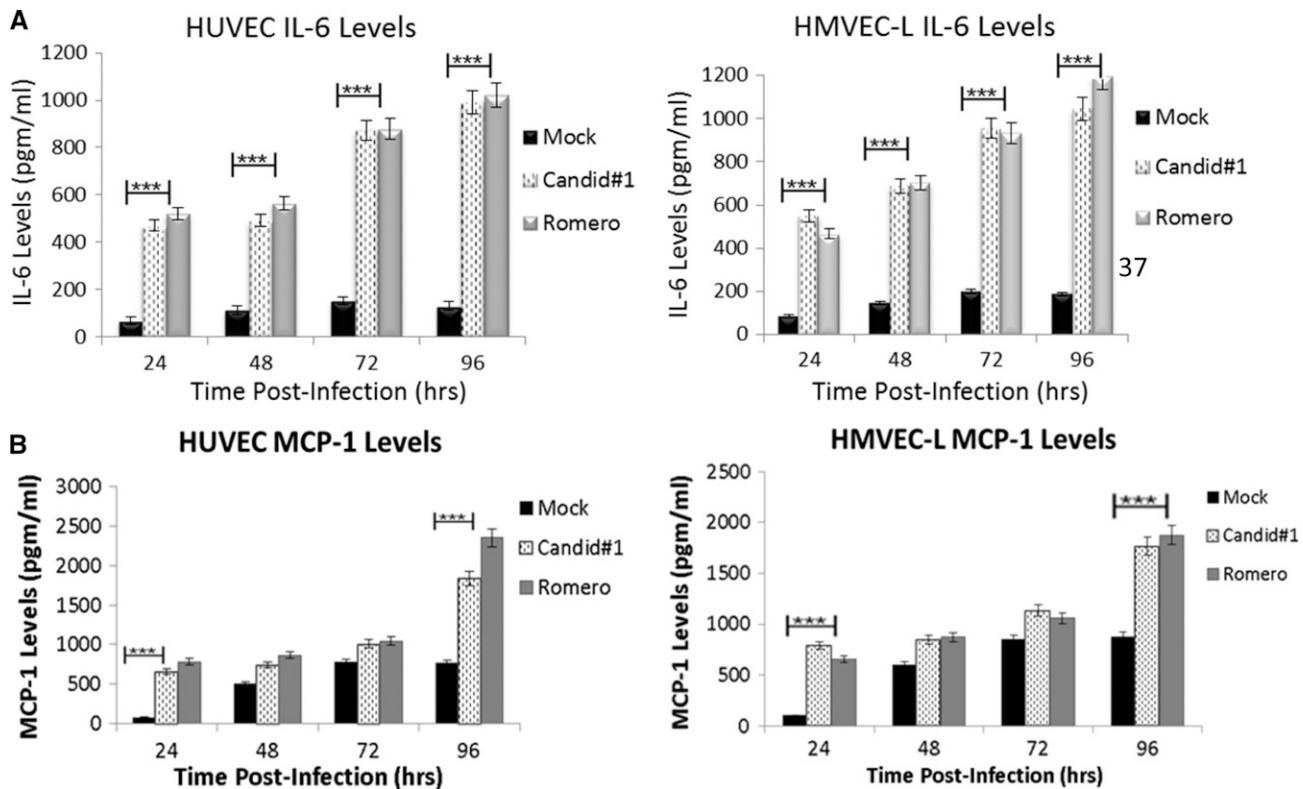 A
HUVEC IL-6 Levels
IL-6 Levels (pgm/ml)
1200
1000
800
600
400
200
0
***
***
***
***
24 48 72 96
Time Post-Infection (hrs)
Mock
Candid#1
Romero
HMVEC-L IL-6 Levels
IL-6 Levels (pgm/ml)
1200
1000
800
600
400
200
0
***
***
***
***
24 48 72 96
Time Post-Infection (hrs)
Mock
Candid#1
Romero
37
B
HUVEC MCP-1 Levels
MCP-1 Levels (pgm/ml)
3000
2500
2000
1500
1000
500
0
***
***
24 48 72 96
Time Post-Infection (hrs)
Mock
Candid#1
Romero
HMVEC-L MCP-1 Levels
MCP-1 Levels (pgm/ml)
2500
2000
1500
1000
500
0
***
***
24 48 72 96
Time Post-Infection (hrs)
Mock
Candid#1
Romero